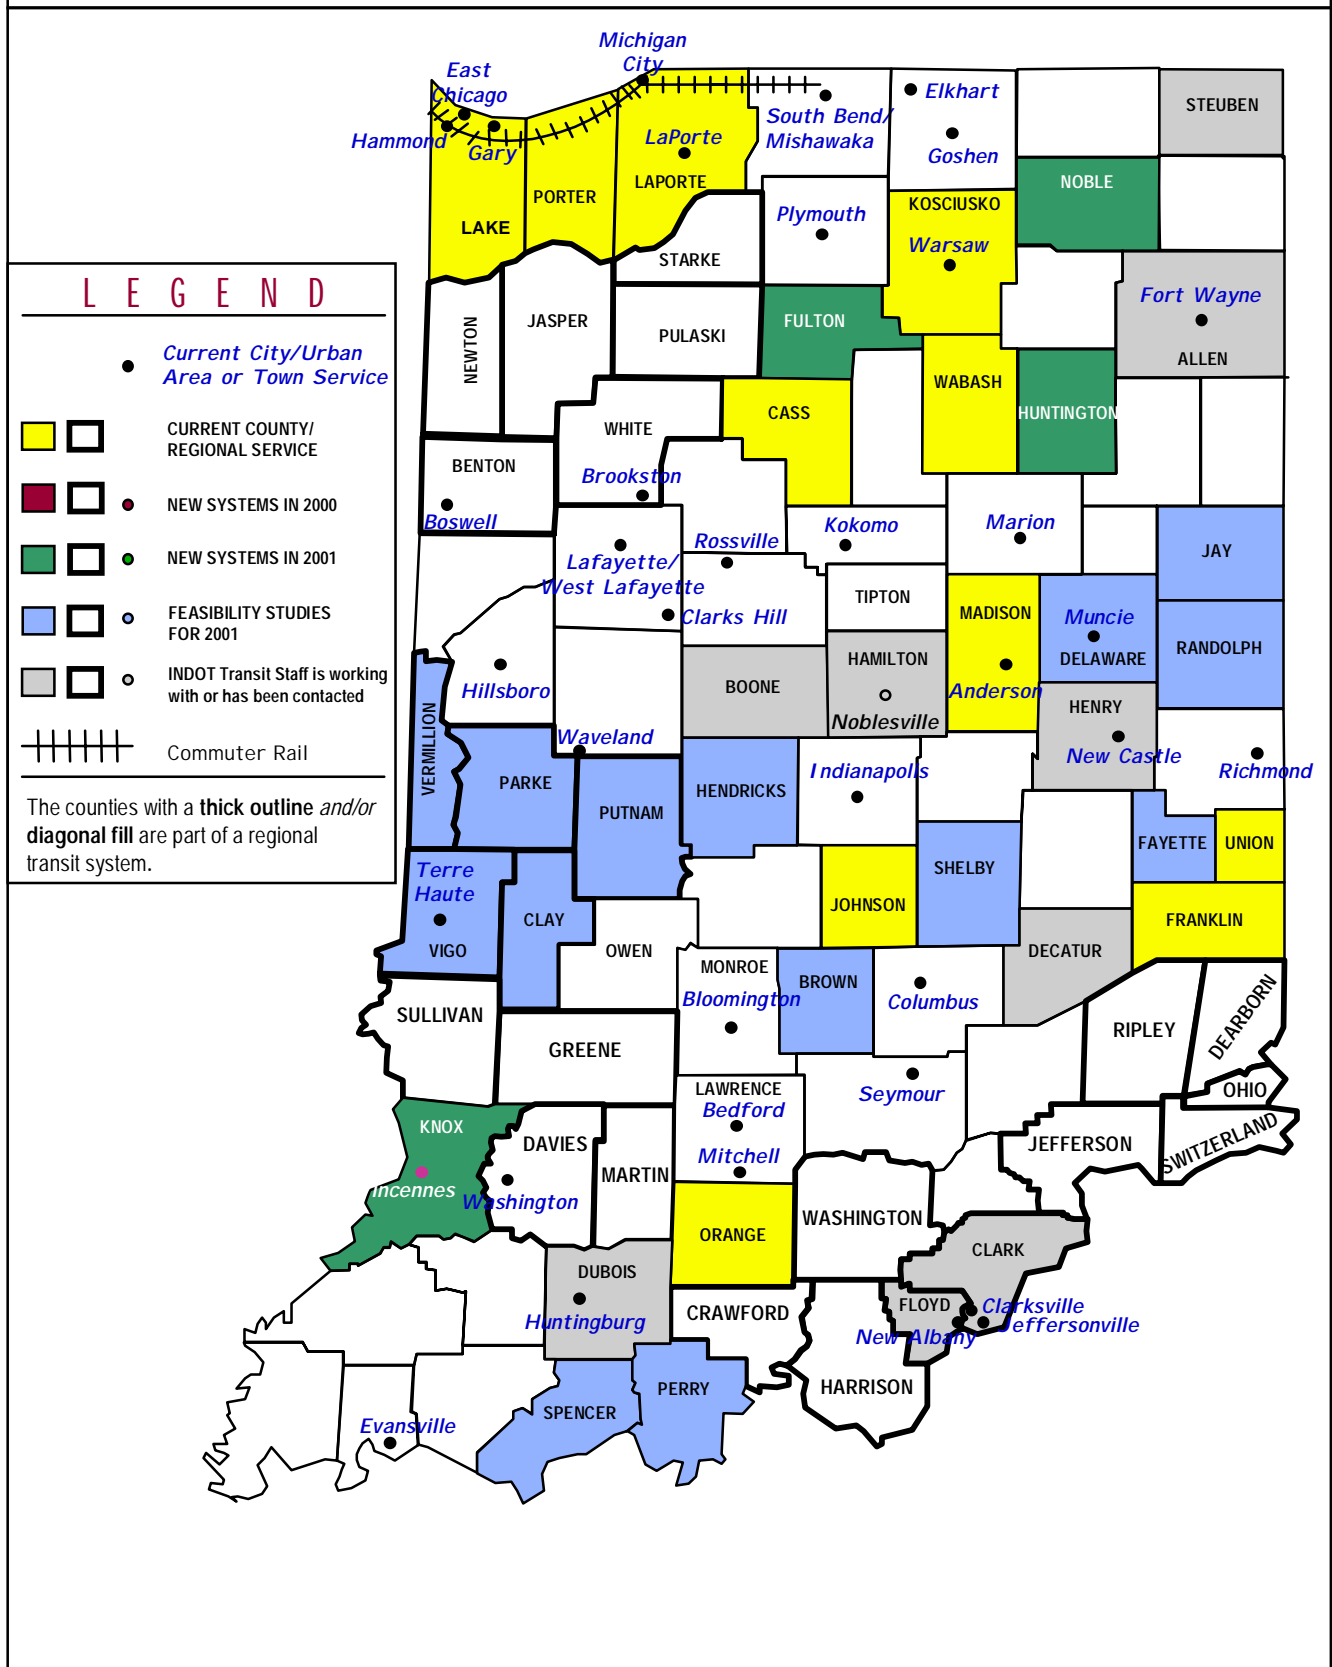 Michigan
City
East
Chicago
Hammond
Gary
LaPorte
LAPORTE
PORTER
LAKE
South Bend/
Mishawaka
Elkhart
Goshen
STEUBEN
NOBLE
KOSCIUSKO
Warsaw
Plymouth
STARKE
Fort Wayne
ALLEN
LEGEND
Current City/Urban
Area or Town Service
CURRENT COUNTY/
REGIONAL SERVICE
NEW SYSTEMS IN 2000
NEW SYSTEMS IN 2001
FEASIBILITY STUDIES
FOR 2001
INDOT Transit Staff is working
with or has been contacted
Commuter Rail
The counties with a thick outline and/or
diagonal fill are part of a regional
transit system.
NEWTON
JASPER
PULASKI
FULTON
WABASH
HUNTINGTON
CASS
WHITE
BENTON
Brookston
Boswell
Rossville
Kokomo
Marion
JAY
Lafayette/
West Lafayette
Clarks Hill
TIPTON
MADISON
Anderson
Muncie
DELAWARE
RANDOLPH
Hillsboro
BOONE
HAMILTON
Noblesville
HENRY
New Castle
Richmond
VERMILLION
Waveland
PARKE
PUTNAM
HENDRICKS
Indianapolis
SHELBY
FAYETTE
UNION
Terre
Haute
VIGO
CLAY
OWEN
JOHNSON
FRANKLIN
DECATUR
MONROE
Bloomington
BROWN
Columbus
SULLIVAN
GREENE
RIPLEY
DEARBORN
OHIO
SWITZERLAND
LAWRENCE
Bedford
Mitchell
Seymour
JEFFERSON
KNOX
incennes
DAVIES
Washington
MARTIN
ORANGE
WASHINGTON
CLARK
DUBOIS
Huntingburg
CRAWFORD
FLOYD
Clarksville
Jeffersonville
New Albany
HARRISON
PERRY
SPENCER
Evansville